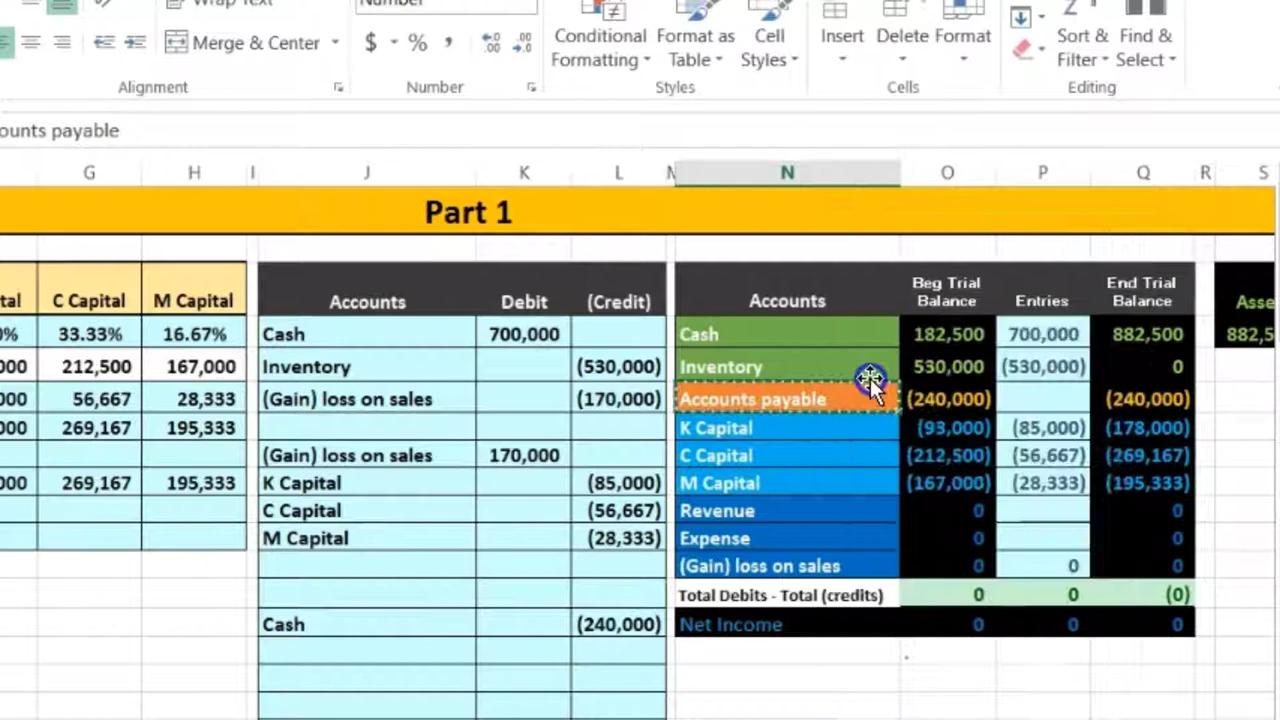 Wrap Text
Number
Merge & Center
$ % ,
Conditional Formatting
Format as Table
Cell Styles
Insert Delete Format
Sort & Filter
Find & Select
Alignment Number Styles Cells Editing
ounts payable
G H I J K L M N O P Q R S
Part 1
tal C Capital M Capital
0% 33.33% 16.67%
000 212,500 167,000
000 56,667 28,333
000 269,167 195,333
000 269,167 195,333
Accounts Debit (Credit)
Cash 700,000
Inventory (530,000)
(Gain) loss on sales (170,000)
(Gain) loss on sales 170,000
K Capital (85,000)
C Capital (56,667)
M Capital (28,333)
Cash (240,000)
Accounts Beg Trial Balance Entries End Trial Balance
Cash 182,500 700,000 882,500
Inventory 530,000 (530,000) 0
Accounts payable (240,000) (240,000)
K Capital (93,000) (85,000) (178,000)
C Capital (212,500) (56,667) (269,167)
M Capital (167,000) (28,333) (195,333)
Revenue 0 0
Expense 0 0
(Gain) loss on sales 0 0 0
Total Debits - Total (credits) 0 0 (0)
Net Income 0 0 0
Asse
882,5